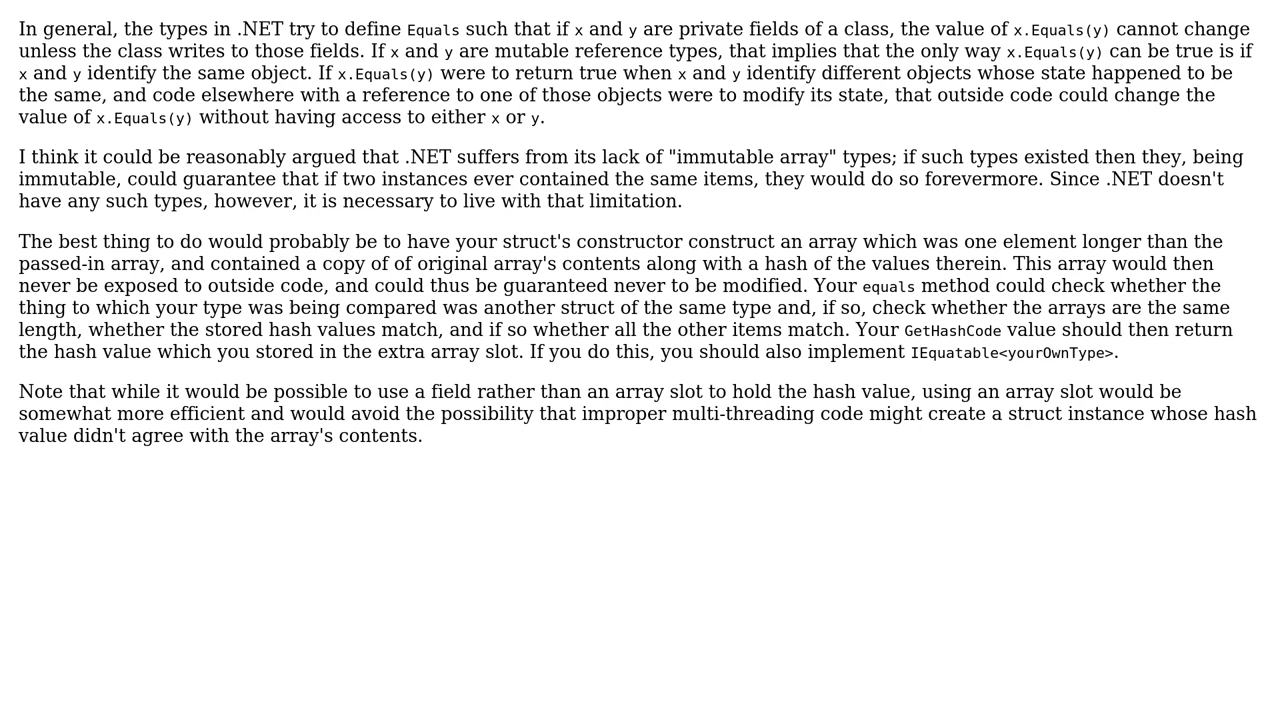 In general, the types in .NET try to define Equals such that if x and y are private fields of a class, the value of x.Equals(y) cannot change
unless the class writes to those fields. If x and y are mutable reference types, that implies that the only way x.Equals(y) can be true is if
x and y identify the same object. If x.Equals(y) were to return true when x and y identify different objects whose state happened to be
the same, and code elsewhere with a reference to one of those objects were to modify its state, that outside code could change the
value of x.Equals(y) without having access to either x or y.
I think it could be reasonably argued that .NET suffers from its lack of "immutable array" types; if such types existed then they, being
immutable, could guarantee that if two instances ever contained the same items, they would do so forevermore. Since .NET doesn't
have any such types, however, it is necessary to live with that limitation.
The best thing to do would probably be to have your struct's constructor construct an array which was one element longer than the
passed-in array, and contained a copy of of original array's contents along with a hash of the values therein. This array would then
never be exposed to outside code, and could thus be guaranteed never to be modified. Your equals method could check whether the
thing to which your type was being compared was another struct of the same type and, if so, check whether the arrays are the same
length, whether the stored hash values match, and if so whether all the other items match. Your GetHashCode value should then return
the hash value which you stored in the extra array slot. If you do this, you should also implement IEquatable<yourOwnType>.
Note that while it would be possible to use a field rather than an array slot to hold the hash value, using an array slot would be
somewhat more efficient and would avoid the possibility that improper multi-threading code might create a struct instance whose hash
value didn't agree with the array's contents.